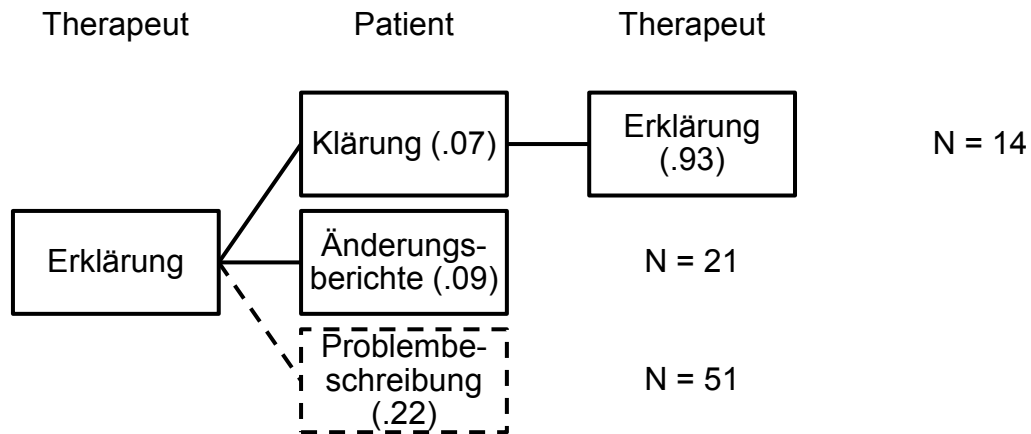 Therapeut Patient Therapeut
Klärung (.07)
Erklärung
(.93)
N = 14
Erklärung
Änderungs-
berichte (.09)
N = 21
Problembe-
schreibung
(.22)
N = 51